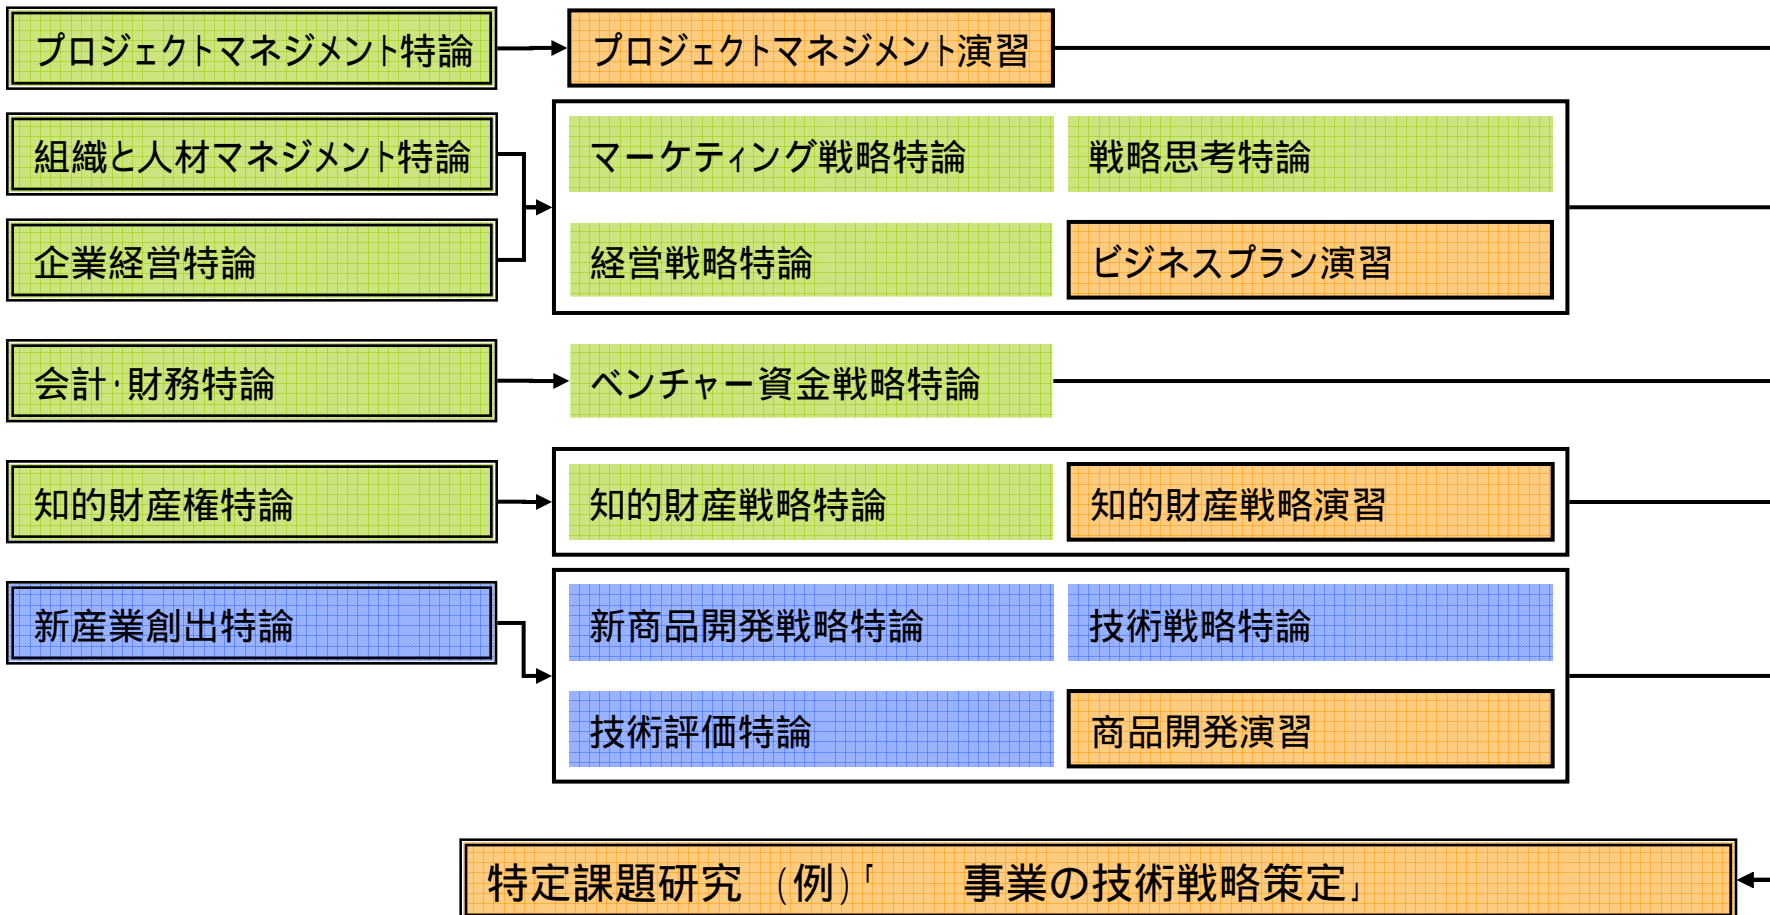 プロジェクトマネジメント特論
プロジェクトマネジメント演習
組織と人材マネジメント特論
マーケティング戦略特論
戦略思考特論
企業経営特論
経営戦略特論
ビジネスプラン演習
会計・財務特論
ベンチャー資金戦略特論
知的財産権特論
知的財産戦略特論
知的財産戦略演習
新産業創出特論
新商品開発戦略特論
技術戦略特論
技術評価特論
商品開発演習
特定課題研究 (例)「　　事業の技術戦略策定」